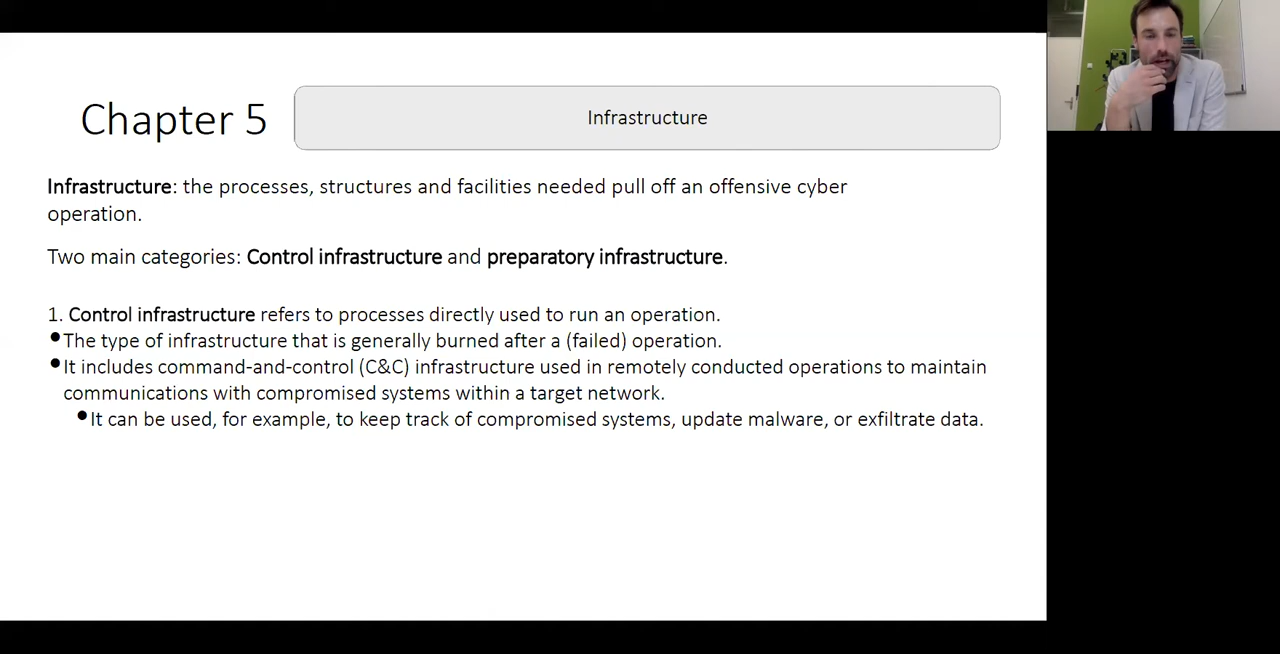 Chapter 5
Infrastructure
Infrastructure: the processes, structures and facilities needed pull off an offensive cyber
operation.
Two main categories: Control infrastructure and preparatory infrastructure.
1. Control infrastructure refers to processes directly used to run an operation.
•The type of infrastructure that is generally burned after a (failed) operation.
•It includes command-and-control (C&C) infrastructure used in remotely conducted operations to maintain
communications with compromised systems within a target network.
•It can be used, for example, to keep track of compromised systems, update malware, or exfiltrate data.